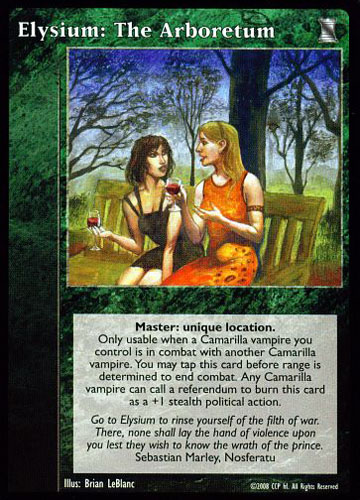 Elysium: The Arboretum
Master: unique location.
Only usable when a Camarilla vampire you
control is in combat with another Camarilla
vampire. You may tap this card before range is
determined to end combat. Any Camarilla
vampire can call a referendum to burn this card
as a +1 stealth political action.
Go to Elysium to rinse yourself of the filth of war.
There, none shall lay the hand of violence upon
you lest they wish to know the wrath of the prince.
Sebastian Marley, Nosferatu
Illus: Brian LeBlanc
©2008 CCP hf. All Rights Reserved